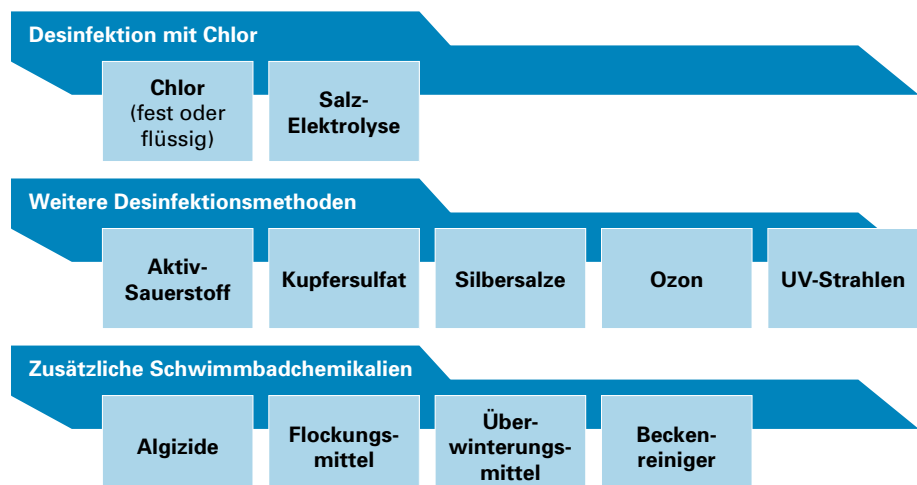 Desinfektion mit Chlor
Chlor
(fest oder
flüssig)
Salz-
Elektrolyse
Weitere Desinfektionsmethoden
Aktiv-
Sauerstoff
Kupfersulfat
Silbersalze
Ozon
UV-Strahlen
Zusätzliche Schwimmbadchemikalien
Algizide
Flockungs-
mittel
Über-
winterungs-
mittel
Becken-
reiniger